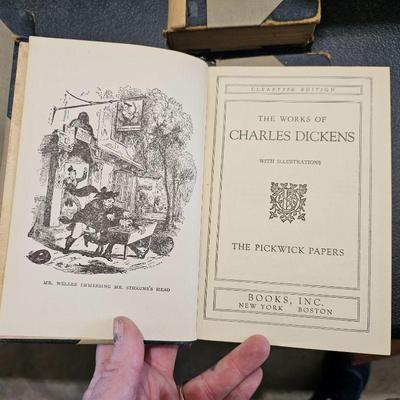 MR. WELLER IMMERSING MR. STIGGINS'S HEAD
CLEARTYPE EDITION
THE WORKS OF
CHARLES DICKENS
WITH ILLUSTRATIONS
THE PICKWICK PAPERS
BOOKS, INC.
NEW YORK BOSTON